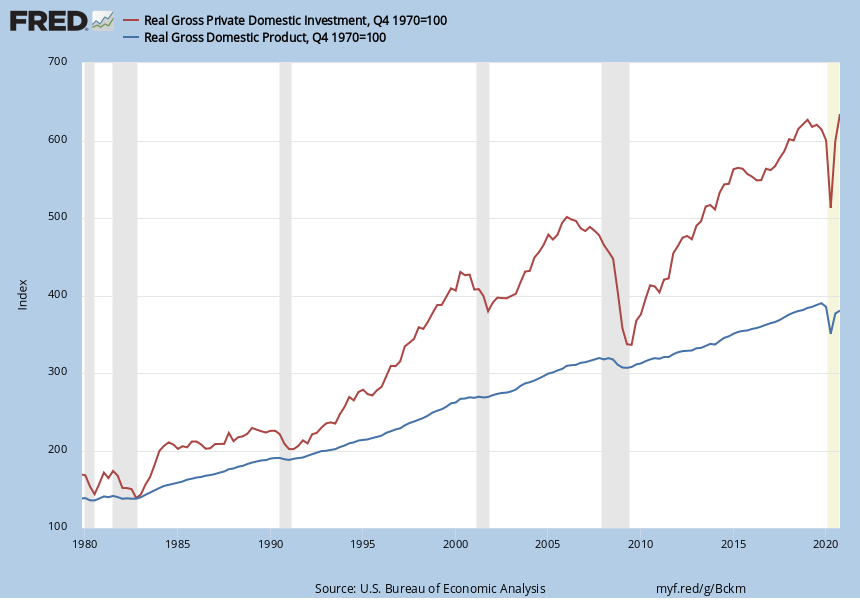 FRED
Real Gross Private Domestic Investment, Q4 1970=100
Real Gross Domestic Product, Q4 1970=100
700
600
500
400
300
200
100
Index
1980 1985 1990 1995 2000 2005 2010 2015 2020
Source: U.S. Bureau of Economic Analysis myf.red/g/Bckm